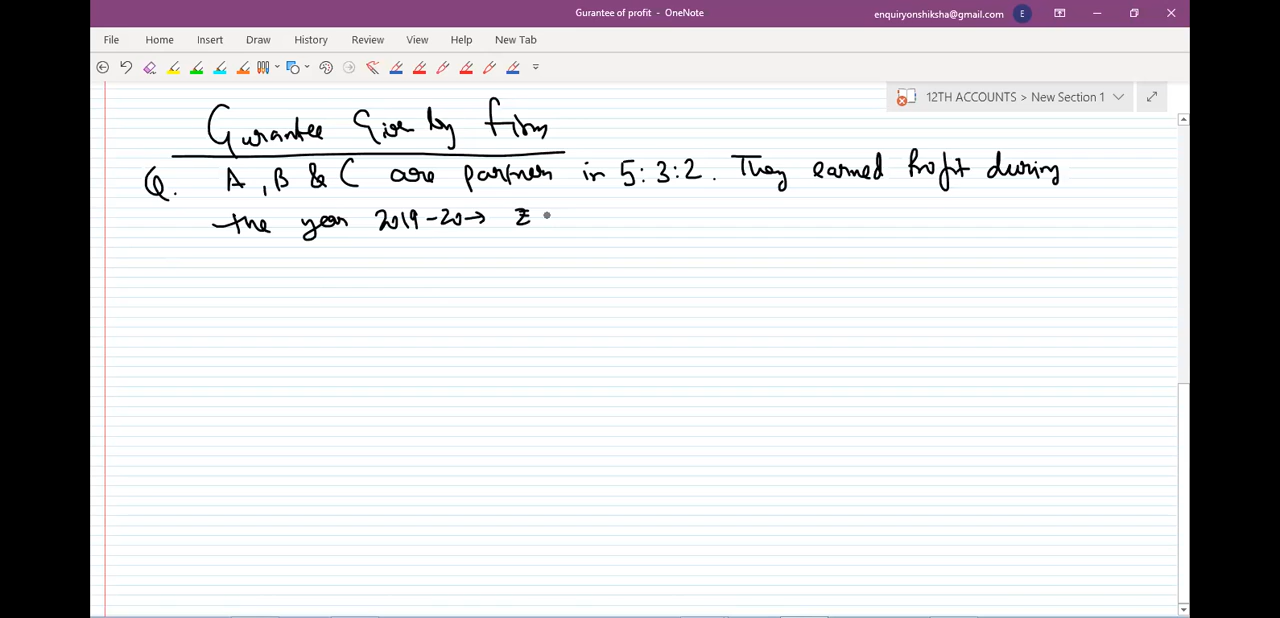 Gurantee of profit - OneNote
enquiryonshiksha@gmail.com
E
File Home Insert Draw History Review View Help New Tab
12TH ACCOUNTS > New Section 1
Gurantee Given by firm
Q. A, B & C are partners in 5:3:2. They earned Profit during
the year 2019-20→